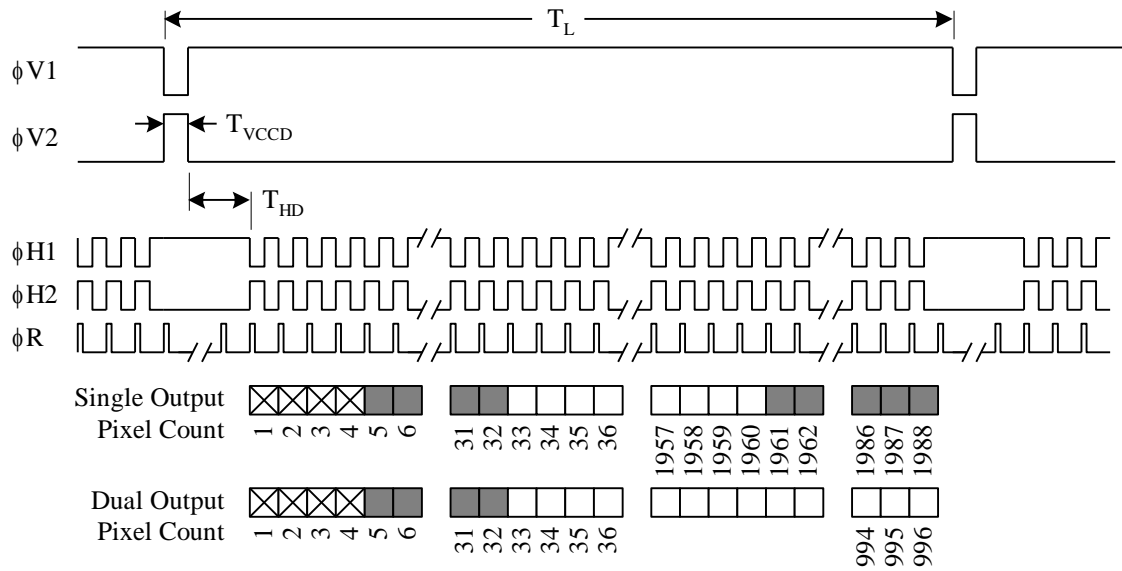 T_L
ϕV1
ϕV2
T_VCCD
T_HD
ϕH1
ϕH2
ϕR
Single Output
Pixel Count
1 2 3 4 5 6 31 32 33 34 35 36 1957 1958 1959 1960 1961 1962 1986 1987 1988
Dual Output
Pixel Count
1 2 3 4 5 6 31 32 33 34 35 36 994 995 996